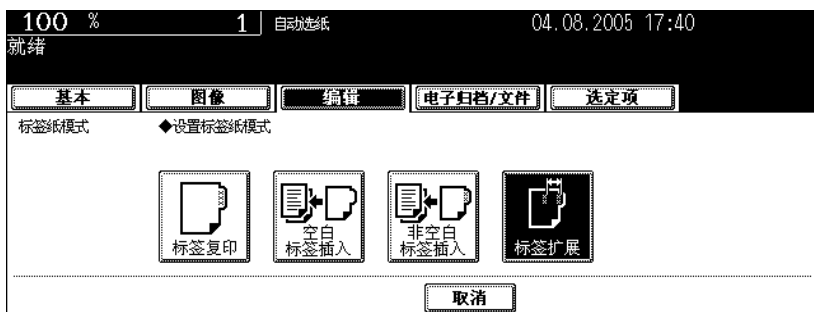 100 % 1 自动选纸 04.08.2005 17:40
就绪
基本 图像 编辑 电子归档/文件 选定项
标签纸模式 ◆设置标签纸模式
标签复印
空白
标签插入
非空白
标签插入
标签扩展
取消